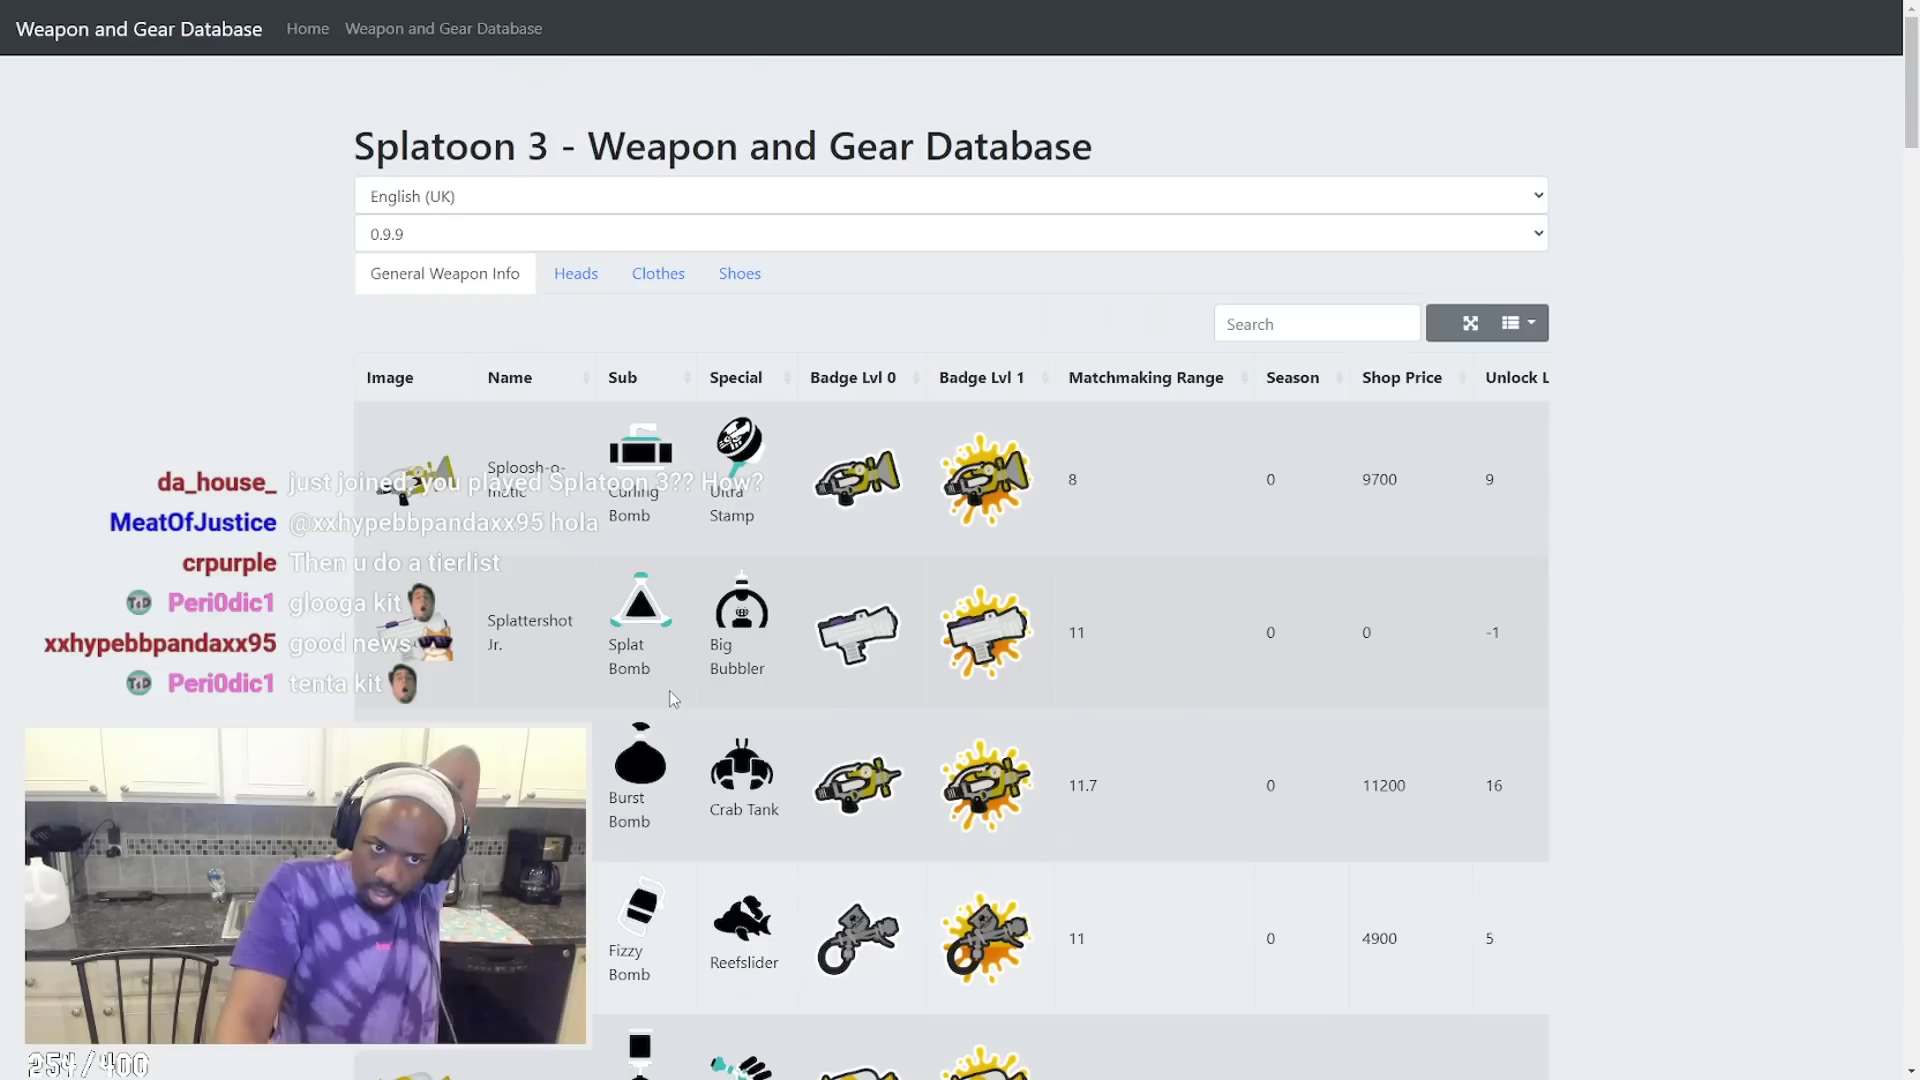 Weapon and Gear Database Home Weapon and Gear Database
Splatoon 3 - Weapon and Gear Database
English (UK)
0.9.9
General Weapon Info Heads Clothes Shoes
Search
Image Name Sub Special Badge Lvl 0 Badge Lvl 1 Matchmaking Range Season Shop Price Unlock L
Sploosh-o-
matic
Curling
Bomb
Ultra
Stamp
8 0 9700 9
da_house_ just joined, you played Splatoon 3?? How?
MeatOfJustice @xxhypebbpandaxx95 hola
crpurple Then u do a tierlist
Peri0dic1 glooga kit
xxhypebbpandaxx95 good news
Peri0dic1 tenta kit
Splattershot
Jr.
Splat
Bomb
Big
Bubbler
11 0 0 -1
Burst
Bomb
Crab Tank
11.7 0 11200 16
Fizzy
Bomb
Reefslider
11 0 4900 5
254/400